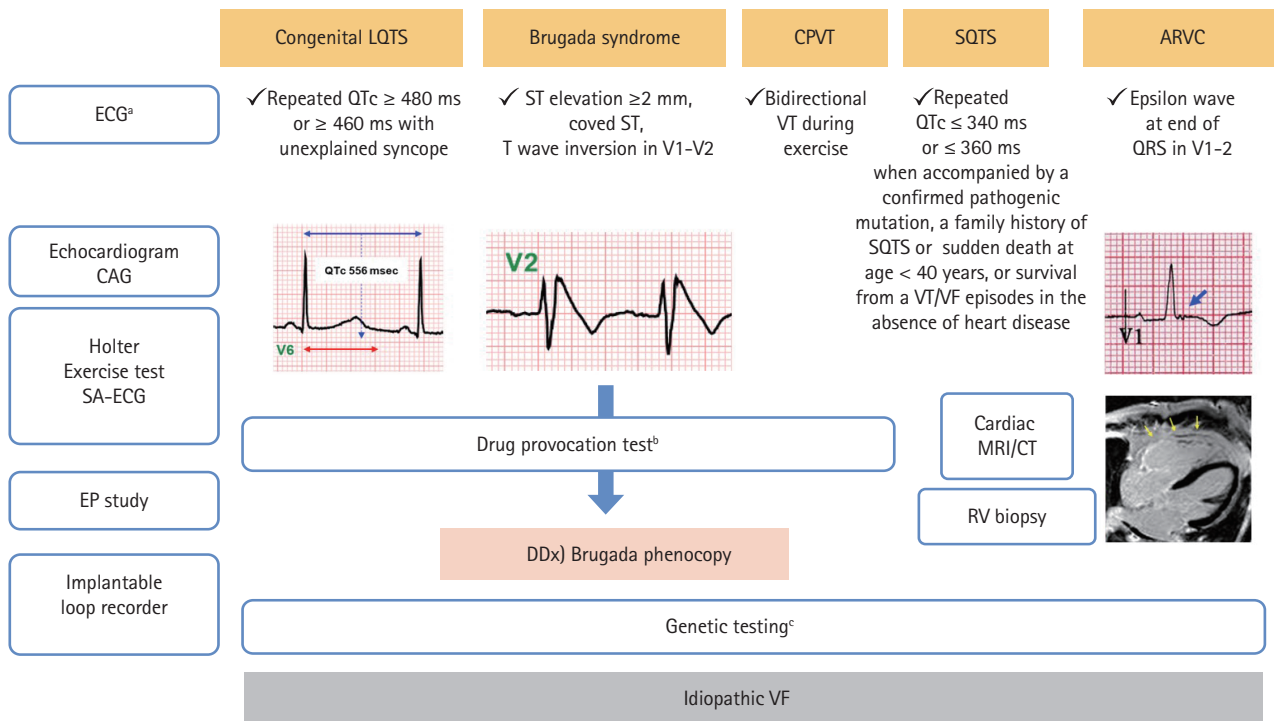 Congenital LQTS
Brugada syndrome
CPVT
SQTS
ARVC
ECGa
✓Repeated QTc ≥ 480 ms
or ≥ 460 ms with
unexplained syncope
✓ ST elevation ≥2 mm,
coved ST,
T wave inversion in V1-V2
✓Bidirectional
VT during
exercise
✓Repeated
QTc ≤ 340 ms
or ≤ 360 ms
when accompanied by a
confirmed pathogenic
mutation, a family history of
SQTS or sudden death at
age < 40 years, or survival
from a VT/VF episodes in the
absence of heart disease
✓Epsilon wave
at end of
QRS in V1-2
Echocardiogram
CAG
QTc 556 msec
V6
V2
V1
Holter
Exercise test
SA-ECG
Drug provocation testb
Cardiac
MRI/CT
EP study
RV biopsy
DDx) Brugada phenocopy
Implantable
loop recorder
Genetic testingc
Idiopathic VF